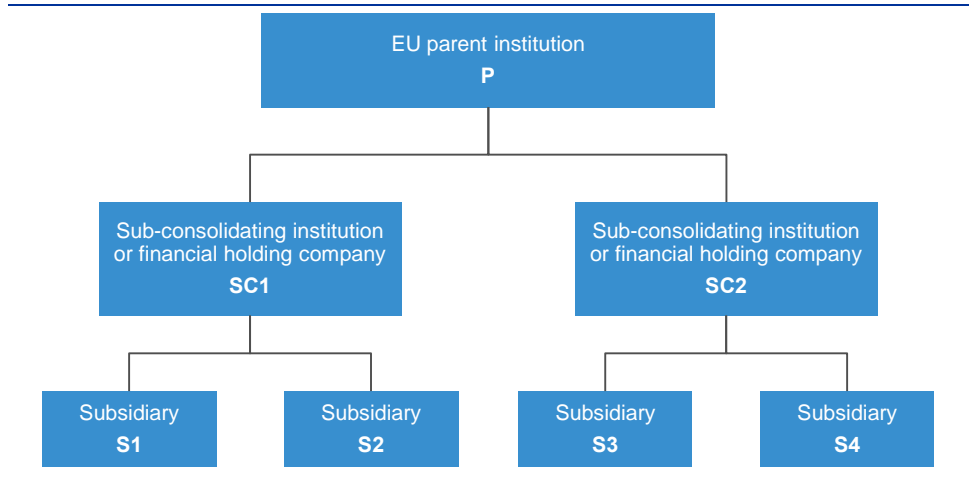 EU parent institution
P
Sub-consolidating institution
or financial holding company
SC1
Sub-consolidating institution
or financial holding company
SC2
Subsidiary
S1
Subsidiary
S2
Subsidiary
S3
Subsidiary
S4